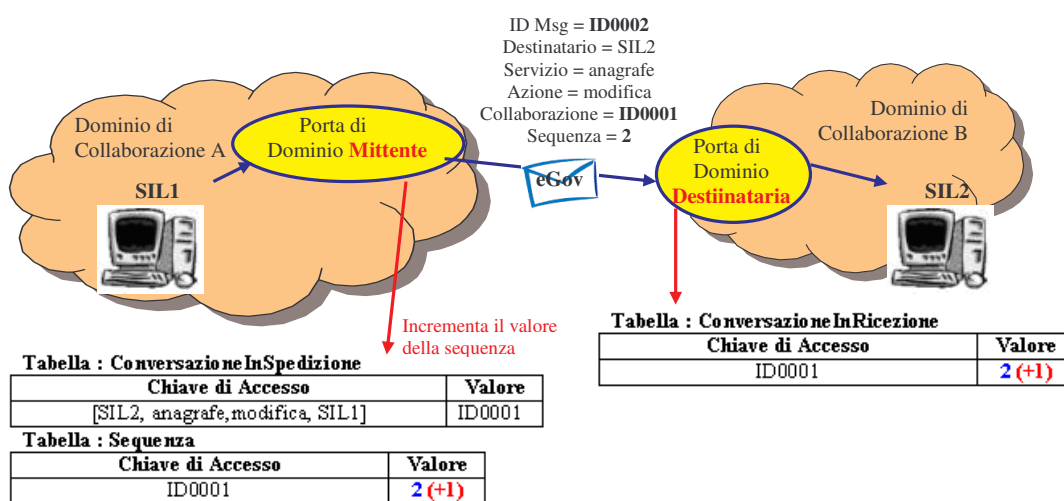 ID Msg = ID0002
Destinatario = SIL2
Servizio = anagrafe
Azione = modifica
Collaborazione = ID0001
Sequenza = 2
Dominio di
Collaborazione A
Porta di
Dominio Mittente
SIL1
eGov
Porta di
Dominio
Destiinataria
Dominio di
Collaborazione B
SIL2
Incrementa il valore
della sequenza
Tabella : ConversazioneInSpedizione
Chiave di Accesso Valore
[SIL2, anagrafe,modifica, SIL1] ID0001
Tabella : Sequenza
Chiave di Accesso Valore
ID0001 2 (+1)
Tabella : ConversazioneInRicezione
Chiave di Accesso Valore
ID0001 2 (+1)